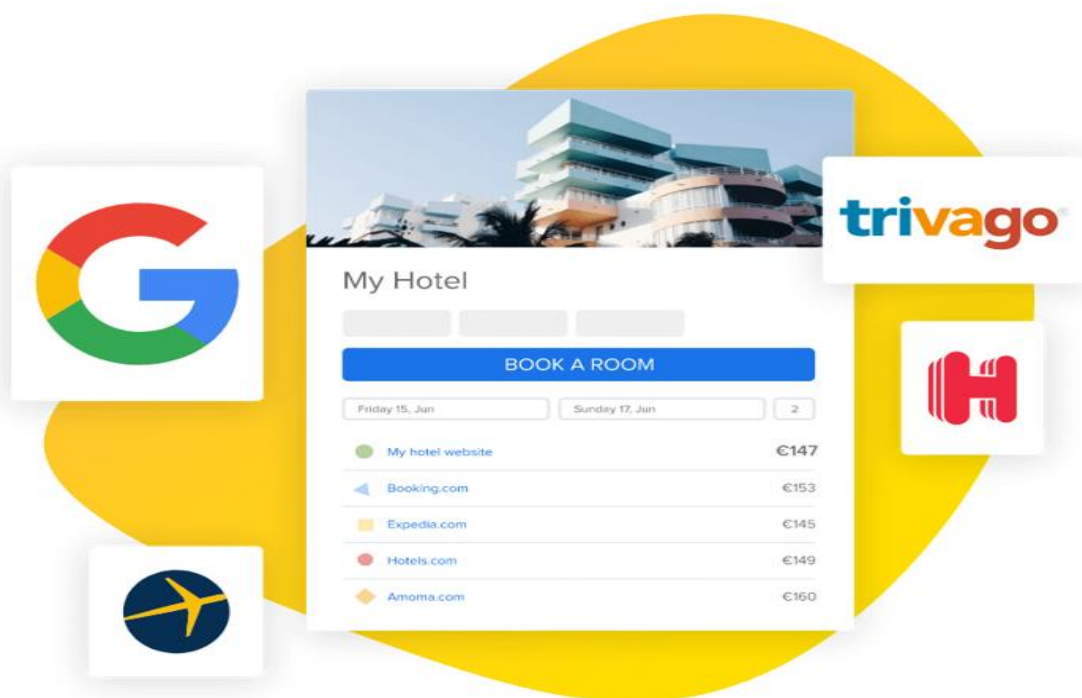 trivago
My Hotel
BOOK A ROOM
Friday 15, Jun
Sunday 17, Jun
2
My hotel website
€147
Booking.com
€153
Expedia.com
€145
Hotels.com
€149
Amoma.com
€160
G
H